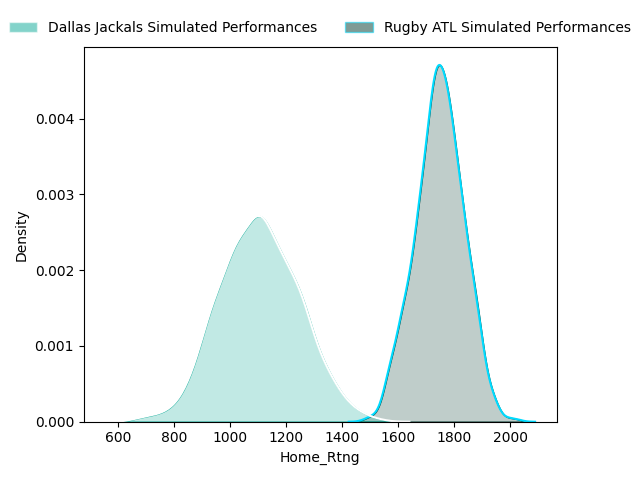 Dallas Jackals Simulated Performances Rugby ATL Simulated Performances
0.004
0.003
0.002
0.001
0.000
Density
600 800 1000 1200 1400 1600 1800 2000
Home_Rtng